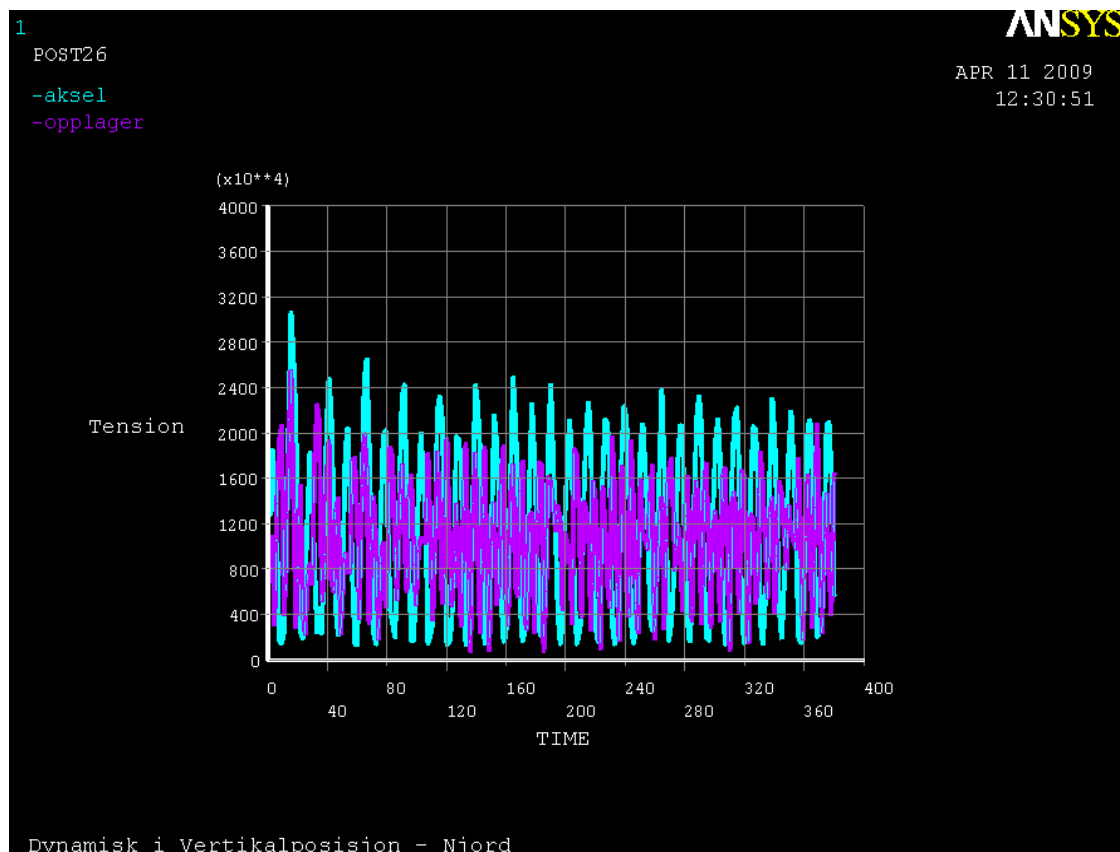 1
ANSYS
POST26
APR 11 2009
12:30:51
-aksel
-opplager
(x10**4)
4000
3600
3200
2800
2400
Tension
2000
1600
1200
800
400
0
0 80 160 240 320 400
40 120 200 280 360
TIME
Dynamisk i Vertikalposisjon - Njord